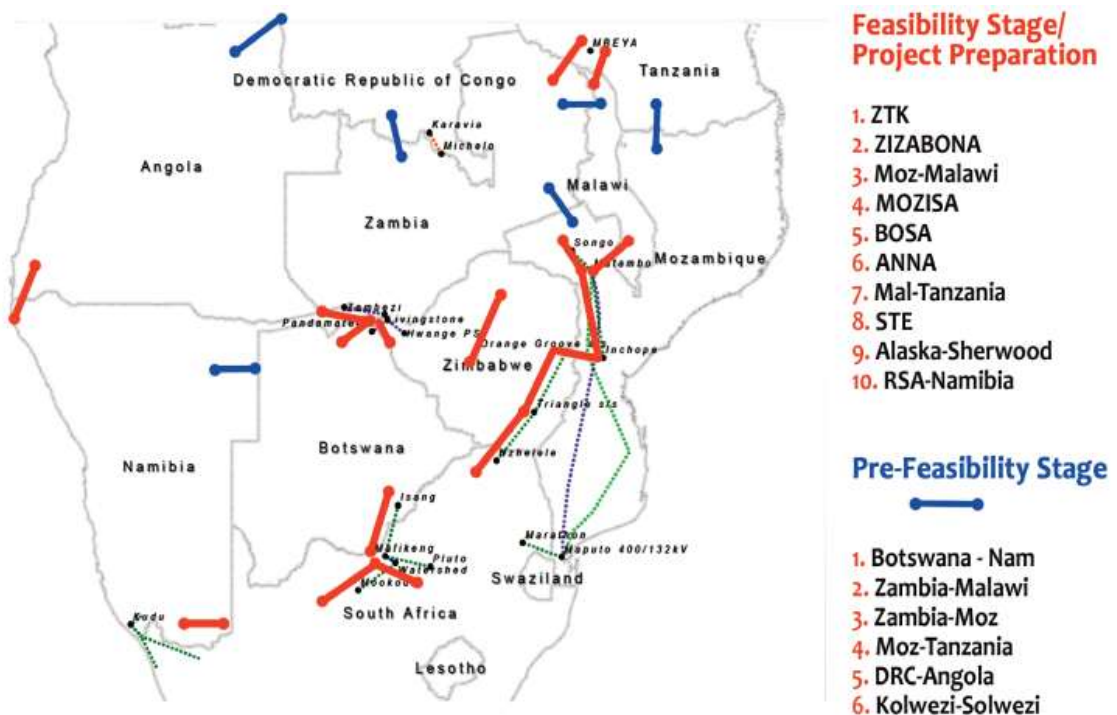 Feasibility Stage/
Project Preparation
1. ZTK
2. ZIZABONA
3. Moz-Malawi
4. MOZISA
5. BOSA
6. ANNA
7. Mal-Tanzania
8. STE
9. Alaska-Sherwood
10. RSA-Namibia
Pre-Feasibility Stage
1. Botswana - Nam
2. Zambia-Malawi
3. Zambia-Moz
4. Moz-Tanzania
5. DRC-Angola
6. Kolwezi-Solwezi
MBEYA
Tanzania
Democratic Republic of Congo
Karavia
Michelo
Angola
Malawi
Zambia
Songo
Mozambique
Zambezi
Livingstone
Hwange PS
Orange Groove
Inchope
Zimbabwe
Triangle s/s
Nzhelele
Botswana
Namibia
Isang
Mafikeng
Pluto
Watershed
Marathon
Maputo 400/132kV
Swaziland
South Africa
Kudu
Lesotho